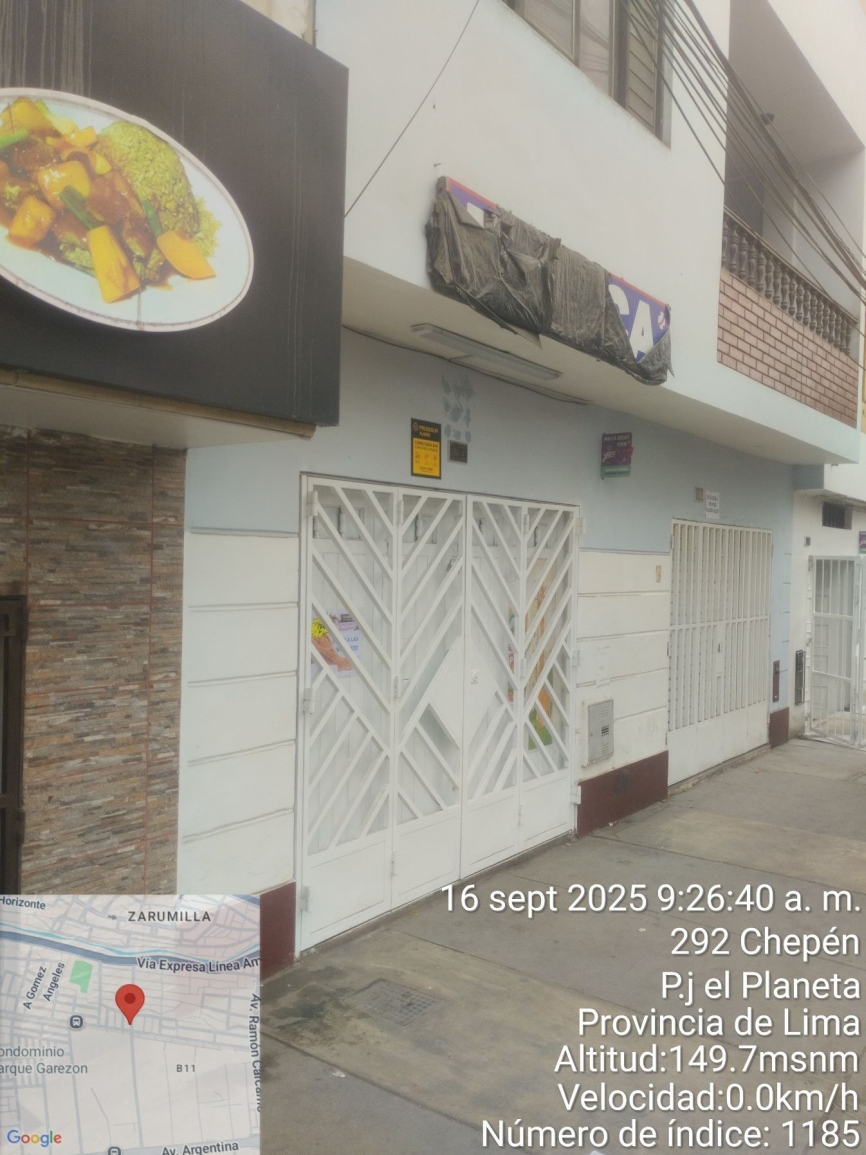 CA
16 sept 2025 9:26:40 a. m.
292 Chepén
P.j el Planeta
Provincia de Lima
Altitud:149.7msnm
Velocidad:0.0km/h
Número de índice: 1185
Horizonte
ZARUMILLA
Vía Expresa Línea Am
A Gomez
Angeles
Av. Ramon Carcamo
ondominio
arque Garezon
B11
Av. Argentina
Google